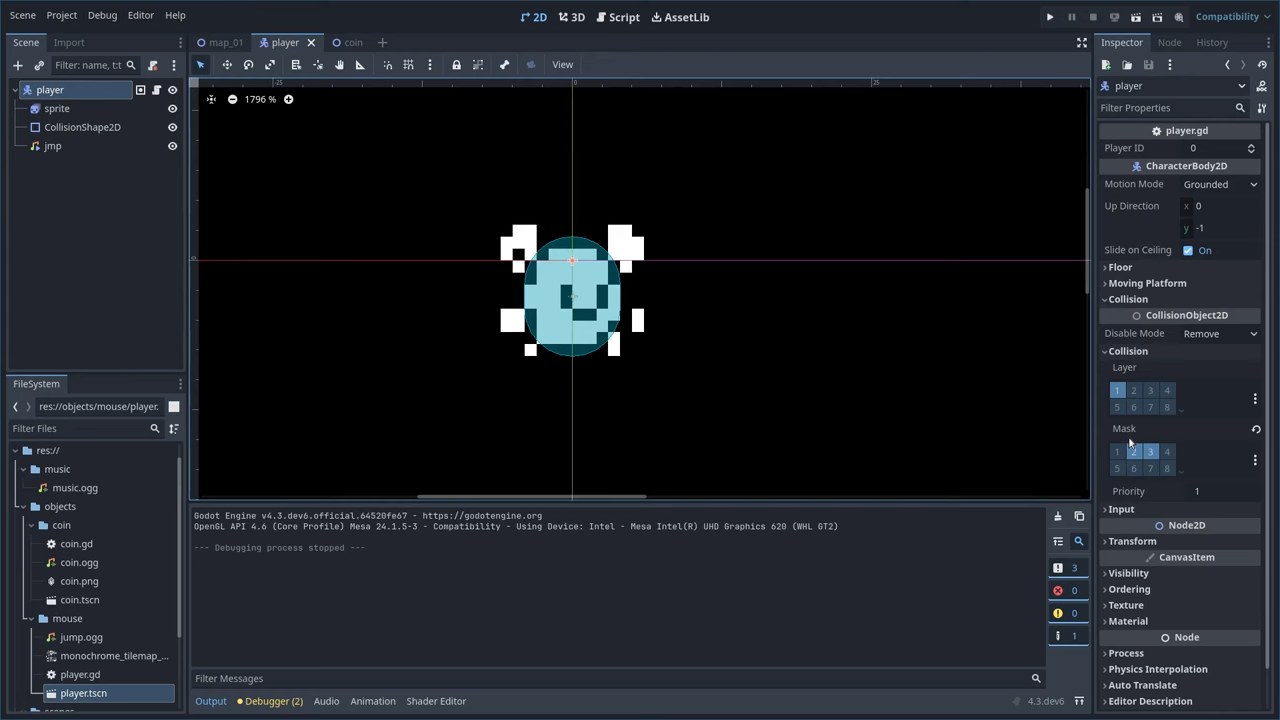 Scene Project Debug Editor Help
2D 3D Script AssetLib
Compatibility
Scene Import
Filter: name, t:t
player
sprite
CollisionShape2D
jmp
FileSystem
res://objects/mouse/player.
Filter Files
res://
music
music.ogg
objects
coin
coin.gd
coin.ogg
coin.png
coin.tscn
mouse
jump.ogg
monochrome_tilemap_...
player.gd
player.tscn
map_01 player coin
View
-25 0 25
1796 %
0
Godot Engine v4.3.dev6.official.64520fe67 - https://godotengine.org
OpenGL API 4.6 (Core Profile) Mesa 24.1.5-3 - Compatibility - Using Device: Intel - Mesa Intel(R) UHD Graphics 620 (WHL GT2)
--- Debugging process stopped ---
3
0
0
1
Filter Messages
Output Debugger (2) Audio Animation Shader Editor
4.3.dev6
Inspector Node History
player
Filter Properties
player.gd
Player ID 0
CharacterBody2D
Motion Mode Grounded
Up Direction x 0
y -1
Slide on Ceiling On
Floor
Moving Platform
Collision
CollisionObject2D
Disable Mode Remove
Collision
Layer
1 2 3 4
5 6 7 8
Mask
1 2 3 4
5 6 7 8
Priority 1
Input
Node2D
Transform
CanvasItem
Visibility
Ordering
Texture
Material
Node
Process
Physics Interpolation
Auto Translate
Editor Description